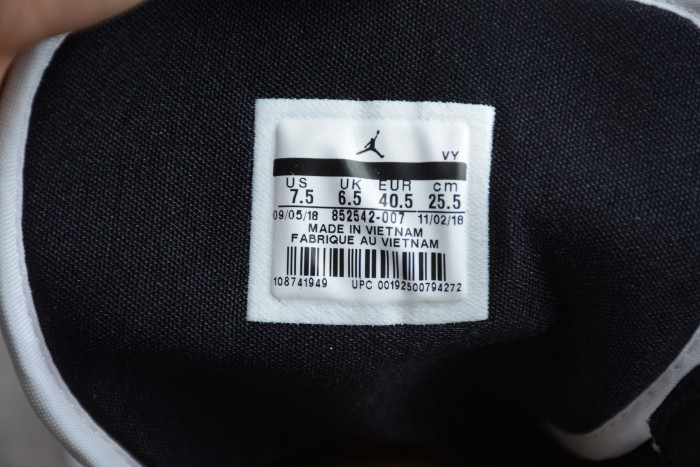 VY
US UK EUR cm
7.5 6.5 40.5 25.5
09/05/18 852542-007 11/02/18
MADE IN VIETNAM
FABRIQUE AU VIETNAM
108741949 UPC 00192500794272